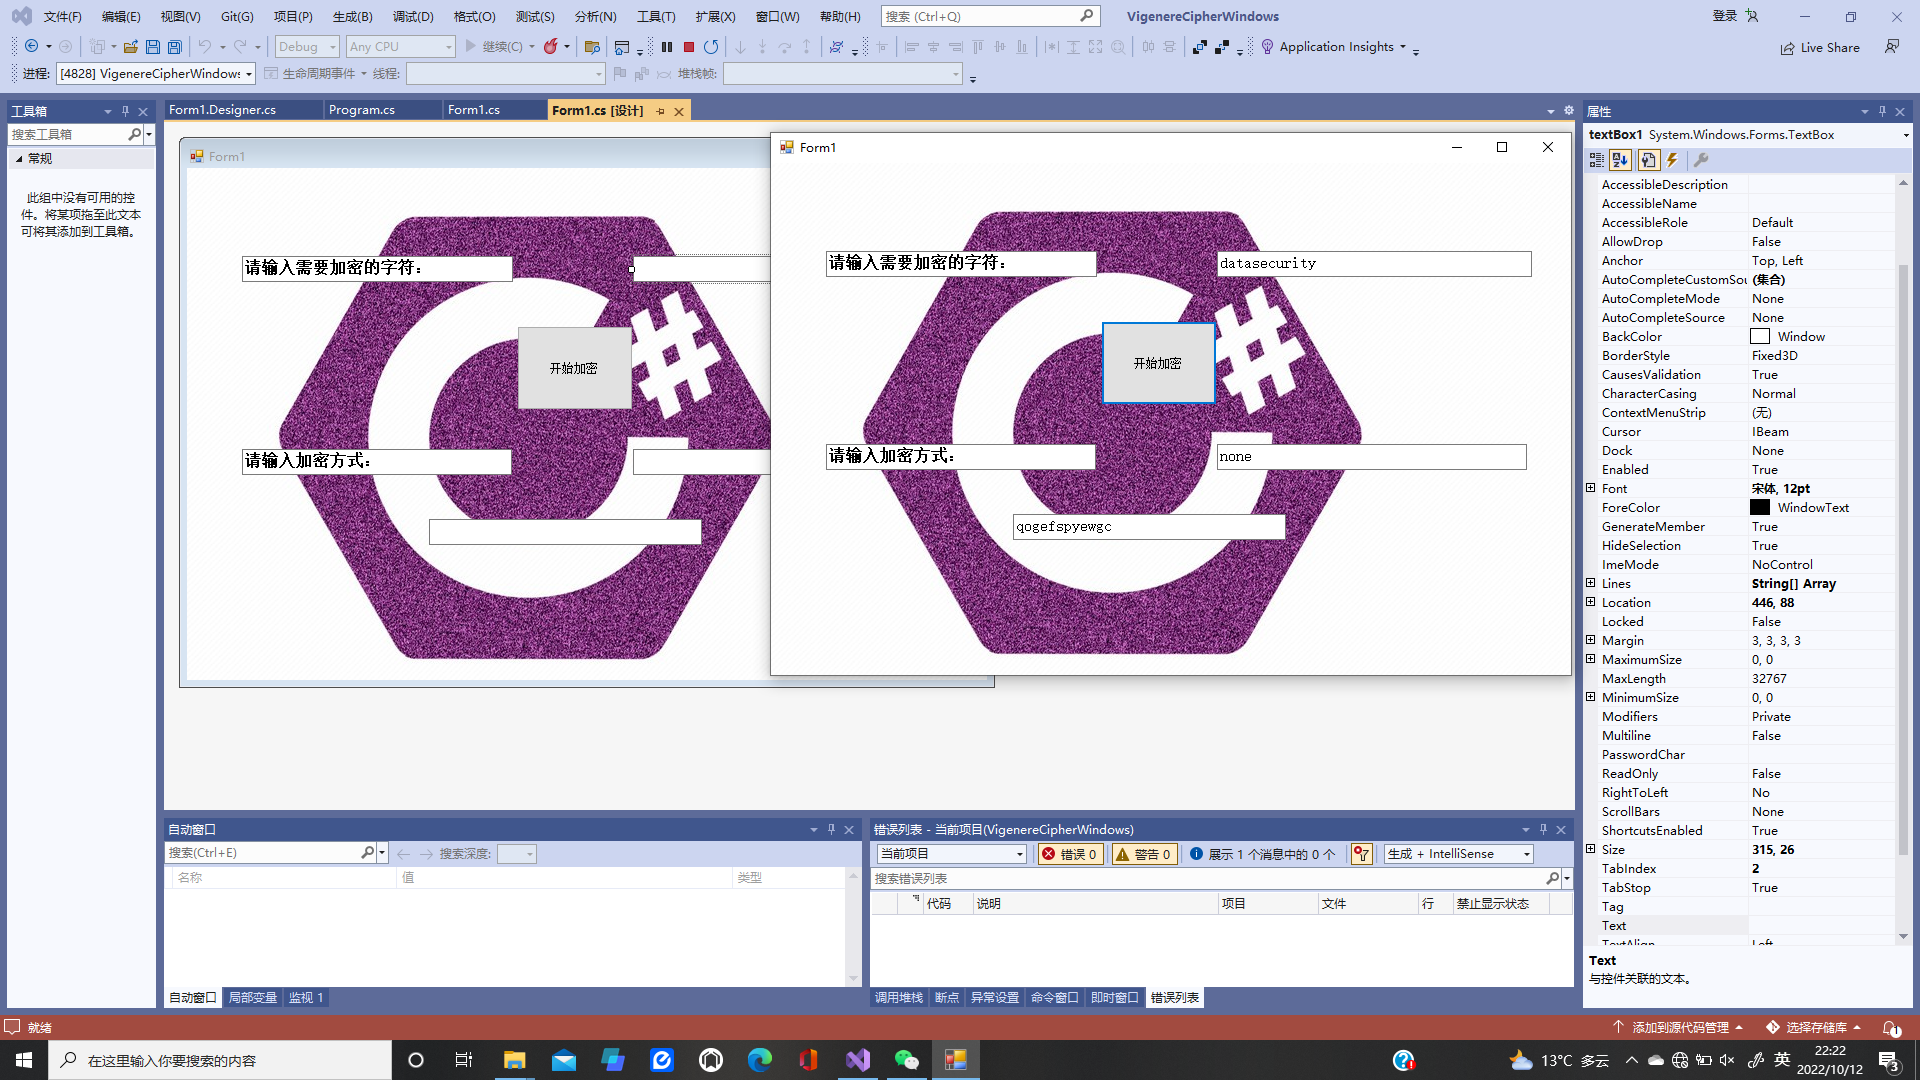 文件(F) 编辑(E) 视图(V) Git(G) 项目(P) 生成(B) 调试(D) 格式(O) 测试(S) 分析(N) 工具(T) 扩展(X) 窗口(W) 帮助(H) 搜索 (Ctrl+Q) VigenereCipherWindows 登录
Debug Any CPU 继续(C) Application Insights Live Share
进程: [4828] VigenereCipherWindows 生命周期事件 线程: 堆栈帧:
工具箱
搜索工具箱
常规
此组中没有可用的控
件。将某项拖至此文本
可将其添加到工具箱。
Form1.Designer.cs Program.cs Form1.cs Form1.cs [设计]
Form1
请输入需要加密的字符:
开始加密
请输入加密方式:
Form1
请输入需要加密的字符:
datasecurity
开始加密
请输入加密方式:
none
qogefspyewgc
属性
textBox1 System.Windows.Forms.TextBox
AccessibleDescription
AccessibleName
AccessibleRole Default
AllowDrop False
Anchor Top, Left
AutoCompleteCustomSou (集合)
AutoCompleteMode None
AutoCompleteSource None
BackColor Window
BorderStyle Fixed3D
CausesValidation True
CharacterCasing Normal
ContextMenuStrip (无)
Cursor IBeam
Dock None
Enabled True
Font 宋体, 12pt
ForeColor WindowText
GenerateMember True
HideSelection True
ImeMode NoControl
Lines String[] Array
Location 446, 88
Locked False
Margin 3, 3, 3, 3
MaximumSize 0, 0
MaxLength 32767
MinimumSize 0, 0
Modifiers Private
Multiline False
PasswordChar
ReadOnly False
RightToLeft No
ScrollBars None
ShortcutsEnabled True
Size 315, 26
TabIndex 2
TabStop True
Tag
Text
TextAlign Left
Text
与控件关联的文本。
自动窗口
搜索(Ctrl+E) 搜索深度:
名称 值 类型
自动窗口 局部变量 监视 1
错误列表 - 当前项目(VigenereCipherWindows)
当前项目 错误 0 警告 0 展示 1 个消息中的 0 个 生成 + IntelliSense
搜索错误列表
代码 说明 项目 文件 行 禁止显示状态
调用堆栈 断点 异常设置 命令窗口 即时窗口 错误列表
就绪 添加到源代码管理 选择存储库 1
在这里输入你要搜索的内容 13°C 多云 英 22:22
2022/10/12 3